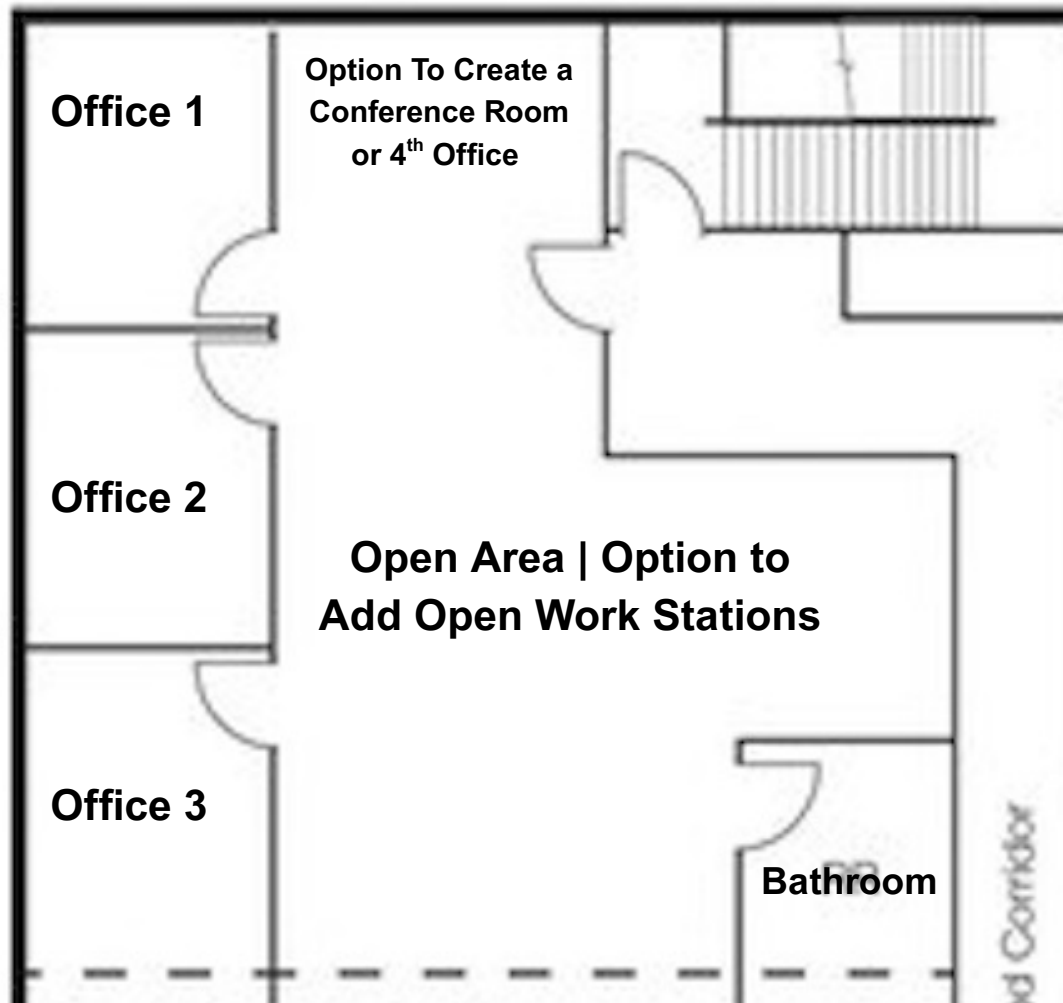 Office 1
Option To Create a
Conference Room
or 4th Office
Office 2
Open Area | Option to
Add Open Work Stations
Office 3
Bathroom
Corridor